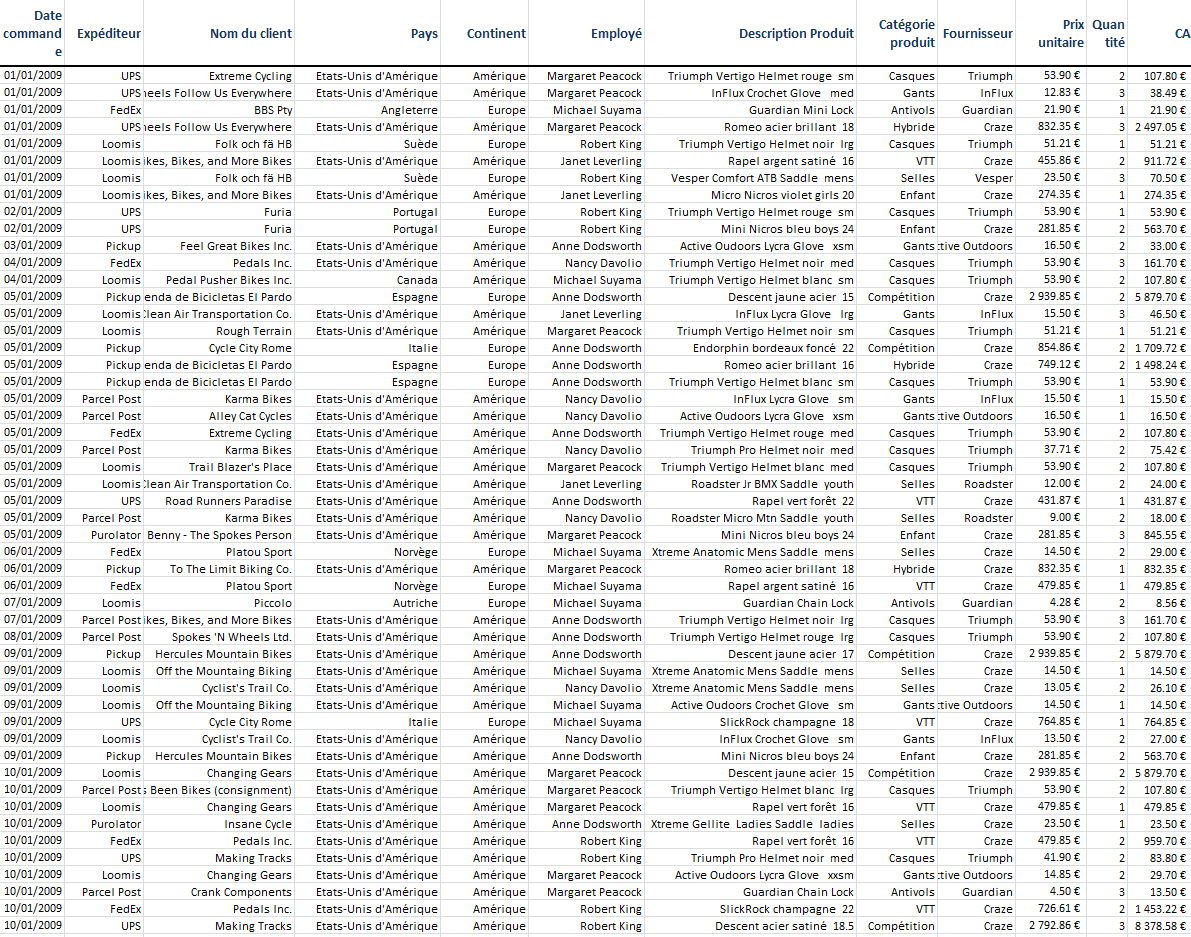 Date commande Expéditeur Nom du client Pays Continent Employé Description Produit Catégorie produit Fournisseur Prix unitaire Quantité CA
01/01/2009 UPS Extreme Cycling Etats-Unis d'Amérique Amérique Margaret Peacock Triumph Vertigo Helmet rouge sm Casques Triumph 53.90 € 2 107.80 €
01/01/2009 UPS heels Follow Us Everywhere Etats-Unis d'Amérique Amérique Margaret Peacock InFlux Crochet Glove med Gants InFlux 12.83 € 3 38.49 €
01/01/2009 FedEx BBS Pty Angleterre Europe Michael Suyama Guardian Mini Lock Antivols Guardian 21.90 € 1 21.90 €
01/01/2009 UPS heels Follow Us Everywhere Etats-Unis d'Amérique Amérique Margaret Peacock Romeo acier brillant 18 Hybride Craze 832.35 € 3 2 497.05 €
01/01/2009 Loomis Folk och fä HB Suède Europe Robert King Triumph Vertigo Helmet noir lrg Casques Triumph 51.21 € 1 51.21 €
01/01/2009 Loomis ikes, Bikes, and More Bikes Etats-Unis d'Amérique Amérique Janet Leverling Rapel argent satiné 16 VTT Craze 455.86 € 2 911.72 €
01/01/2009 Loomis Folk och fä HB Suède Europe Robert King Vesper Comfort ATB Saddle mens Selles Vesper 23.50 € 3 70.50 €
01/01/2009 Loomis ikes, Bikes, and More Bikes Etats-Unis d'Amérique Amérique Janet Leverling Micro Nicros violet girls 20 Enfant Craze 274.35 € 1 274.35 €
02/01/2009 UPS Furia Portugal Europe Robert King Triumph Vertigo Helmet rouge sm Casques Triumph 53.90 € 1 53.90 €
02/01/2009 UPS Furia Portugal Europe Robert King Mini Nicros bleu boys 24 Enfant Craze 281.85 € 2 563.70 €
03/01/2009 Pickup Feel Great Bikes Inc. Etats-Unis d'Amérique Amérique Anne Dodsworth Active Oudoors Lycra Glove xsm Gants tive Outdoors 16.50 € 2 33.00 €
04/01/2009 FedEx Pedals Inc. Etats-Unis d'Amérique Amérique Nancy Davolio Triumph Vertigo Helmet noir med Casques Triumph 53.90 € 3 161.70 €
04/01/2009 Loomis Pedal Pusher Bikes Inc. Canada Amérique Michael Suyama Triumph Vertigo Helmet blanc sm Casques Triumph 53.90 € 2 107.80 €
05/01/2009 Pickup enda de Bicicletas El Pardo Espagne Europe Anne Dodsworth Descent jaune acier 15 Compétition Craze 2 939.85 € 2 5 879.70 €
05/01/2009 Loomis Clean Air Transportation Co. Etats-Unis d'Amérique Amérique Janet Leverling InFlux Lycra Glove lrg Gants InFlux 15.50 € 3 46.50 €
05/01/2009 Loomis Rough Terrain Etats-Unis d'Amérique Amérique Margaret Peacock Triumph Vertigo Helmet noir sm Casques Triumph 51.21 € 1 51.21 €
05/01/2009 Pickup Cycle City Rome Italie Europe Anne Dodsworth Endorphin bordeaux foncé 22 Compétition Craze 854.86 € 2 1 709.72 €
05/01/2009 Pickup enda de Bicicletas El Pardo Espagne Europe Anne Dodsworth Romeo acier brillant 16 Hybride Craze 749.12 € 2 1 498.24 €
05/01/2009 Pickup enda de Bicicletas El Pardo Espagne Europe Anne Dodsworth Triumph Vertigo Helmet blanc sm Casques Triumph 53.90 € 1 53.90 €
05/01/2009 Parcel Post Karma Bikes Etats-Unis d'Amérique Amérique Nancy Davolio InFlux Lycra Glove sm Gants InFlux 15.50 € 1 15.50 €
05/01/2009 Parcel Post Alley Cat Cycles Etats-Unis d'Amérique Amérique Nancy Davolio Active Oudoors Lycra Glove xsm Gants tive Outdoors 16.50 € 1 16.50 €
05/01/2009 FedEx Extreme Cycling Etats-Unis d'Amérique Amérique Anne Dodsworth Triumph Vertigo Helmet rouge med Casques Triumph 53.90 € 2 107.80 €
05/01/2009 Parcel Post Karma Bikes Etats-Unis d'Amérique Amérique Nancy Davolio Triumph Pro Helmet noir med Casques Triumph 37.71 € 2 75.42 €
05/01/2009 Loomis Trail Blazer's Place Etats-Unis d'Amérique Amérique Margaret Peacock Triumph Vertigo Helmet blanc med Casques Triumph 53.90 € 2 107.80 €
05/01/2009 Loomis Clean Air Transportation Co. Etats-Unis d'Amérique Amérique Janet Leverling Roadster Jr BMX Saddle youth Selles Roadster 12.00 € 2 24.00 €
05/01/2009 UPS Road Runners Paradise Etats-Unis d'Amérique Amérique Anne Dodsworth Rapel vert forêt 22 VTT Craze 431.87 € 1 431.87 €
05/01/2009 Parcel Post Karma Bikes Etats-Unis d'Amérique Amérique Nancy Davolio Roadster Micro Mtn Saddle youth Selles Roadster 9.00 € 2 18.00 €
05/01/2009 Purolator Benny - The Spokes Person Etats-Unis d'Amérique Amérique Margaret Peacock Mini Nicros bleu boys 24 Enfant Craze 281.85 € 3 845.55 €
06/01/2009 FedEx Platou Sport Norvège Europe Michael Suyama Xtreme Anatomic Mens Saddle mens Selles Craze 14.50 € 2 29.00 €
06/01/2009 Pickup To The Limit Biking Co. Etats-Unis d'Amérique Amérique Margaret Peacock Romeo acier brillant 18 Hybride Craze 832.35 € 1 832.35 €
06/01/2009 FedEx Platou Sport Norvège Europe Michael Suyama Rapel argent satiné 16 VTT Craze 479.85 € 1 479.85 €
07/01/2009 Loomis Piccolo Autriche Europe Michael Suyama Guardian Chain Lock Antivols Guardian 4.28 € 2 8.56 €
07/01/2009 Parcel Post ikes, Bikes, and More Bikes Etats-Unis d'Amérique Amérique Anne Dodsworth Triumph Vertigo Helmet noir lrg Casques Triumph 53.90 € 3 161.70 €
08/01/2009 Parcel Post Spokes 'N Wheels Ltd. Etats-Unis d'Amérique Amérique Anne Dodsworth Triumph Vertigo Helmet rouge lrg Casques Triumph 53.90 € 2 107.80 €
09/01/2009 Pickup Hercules Mountain Bikes Etats-Unis d'Amérique Amérique Anne Dodsworth Descent jaune acier 17 Compétition Craze 2 939.85 € 2 5 879.70 €
09/01/2009 Loomis Off the Mountaing Biking Etats-Unis d'Amérique Amérique Michael Suyama Xtreme Anatomic Mens Saddle mens Selles Craze 14.50 € 1 14.50 €
09/01/2009 Loomis Cyclist's Trail Co. Etats-Unis d'Amérique Amérique Nancy Davolio Xtreme Anatomic Mens Saddle mens Selles Craze 13.05 € 2 26.10 €
09/01/2009 Loomis Off the Mountaing Biking Etats-Unis d'Amérique Amérique Michael Suyama Active Oudoors Crochet Glove sm Gants tive Outdoors 14.50 € 1 14.50 €
09/01/2009 UPS Cycle City Rome Italie Europe Michael Suyama SlickRock champagne 18 VTT Craze 764.85 € 1 764.85 €
09/01/2009 Loomis Cyclist's Trail Co. Etats-Unis d'Amérique Amérique Nancy Davolio InFlux Crochet Glove sm Gants InFlux 13.50 € 2 27.00 €
09/01/2009 Pickup Hercules Mountain Bikes Etats-Unis d'Amérique Amérique Anne Dodsworth Mini Nicros bleu boys 24 Enfant Craze 281.85 € 2 563.70 €
10/01/2009 Loomis Changing Gears Etats-Unis d'Amérique Amérique Margaret Peacock Descent jaune acier 15 Compétition Craze 2 939.85 € 2 5 879.70 €
10/01/2009 Parcel Post s Been Bikes (consignment) Etats-Unis d'Amérique Amérique Margaret Peacock Triumph Vertigo Helmet blanc lrg Casques Triumph 53.90 € 2 107.80 €
10/01/2009 Loomis Changing Gears Etats-Unis d'Amérique Amérique Margaret Peacock Rapel vert forêt 16 VTT Craze 479.85 € 1 479.85 €
10/01/2009 Purolator Insane Cycle Etats-Unis d'Amérique Amérique Anne Dodsworth Xtreme Gellite Ladies Saddle ladies Selles Craze 23.50 € 1 23.50 €
10/01/2009 FedEx Pedals Inc. Etats-Unis d'Amérique Amérique Robert King Rapel vert forêt 16 VTT Craze 479.85 € 2 959.70 €
10/01/2009 UPS Making Tracks Etats-Unis d'Amérique Amérique Robert King Triumph Pro Helmet noir med Casques Triumph 41.90 € 2 83.80 €
10/01/2009 Loomis Changing Gears Etats-Unis d'Amérique Amérique Margaret Peacock Active Oudoors Lycra Glove xxsm Gants tive Outdoors 14.85 € 2 29.70 €
10/01/2009 Parcel Post Crank Components Etats-Unis d'Amérique Amérique Margaret Peacock Guardian Chain Lock Antivols Guardian 4.50 € 3 13.50 €
10/01/2009 FedEx Pedals Inc. Etats-Unis d'Amérique Amérique Robert King SlickRock champagne 22 VTT Craze 726.61 € 2 1 453.22 €
10/01/2009 UPS Making Tracks Etats-Unis d'Amérique Amérique Robert King Descent acier satiné 18.5 Compétition Craze 2 792.86 € 3 8 378.58 €